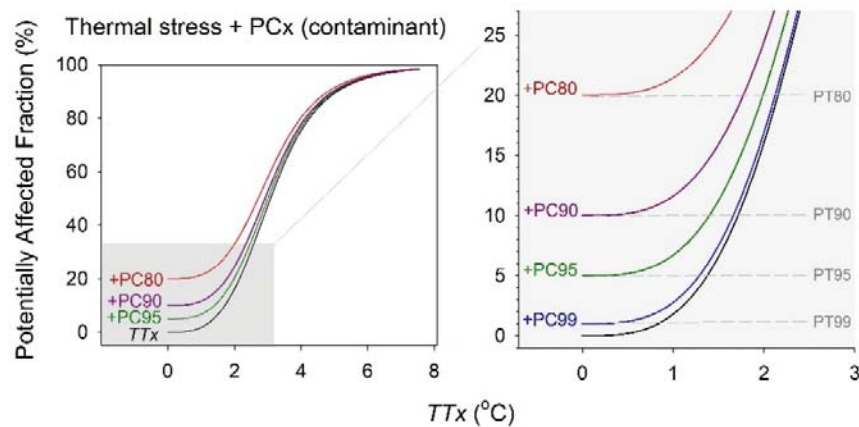 Thermal stress + PCx (contaminant)
Potentially Affected Fraction (%)
100
80
60
40
20
0
+PC80
+PC90
+PC95
TTx
0
2
4
6
8
25
20
15
10
5
0
+PC80
+PC90
+PC95
+PC99
PT80
PT90
PT95
PT99
0
1
2
3
TTx (°C)